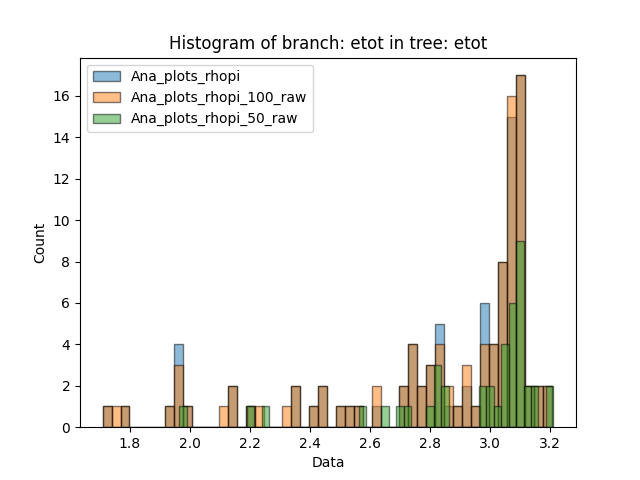 Histogram of branch: etot in tree: etot
Ana_plots_rhopi
Ana_plots_rhopi_100_raw
Ana_plots_rhopi_50_raw
16
14
12
10
8
6
4
2
0
Count
1.8 2.0 2.2 2.4 2.6 2.8 3.0 3.2
Data